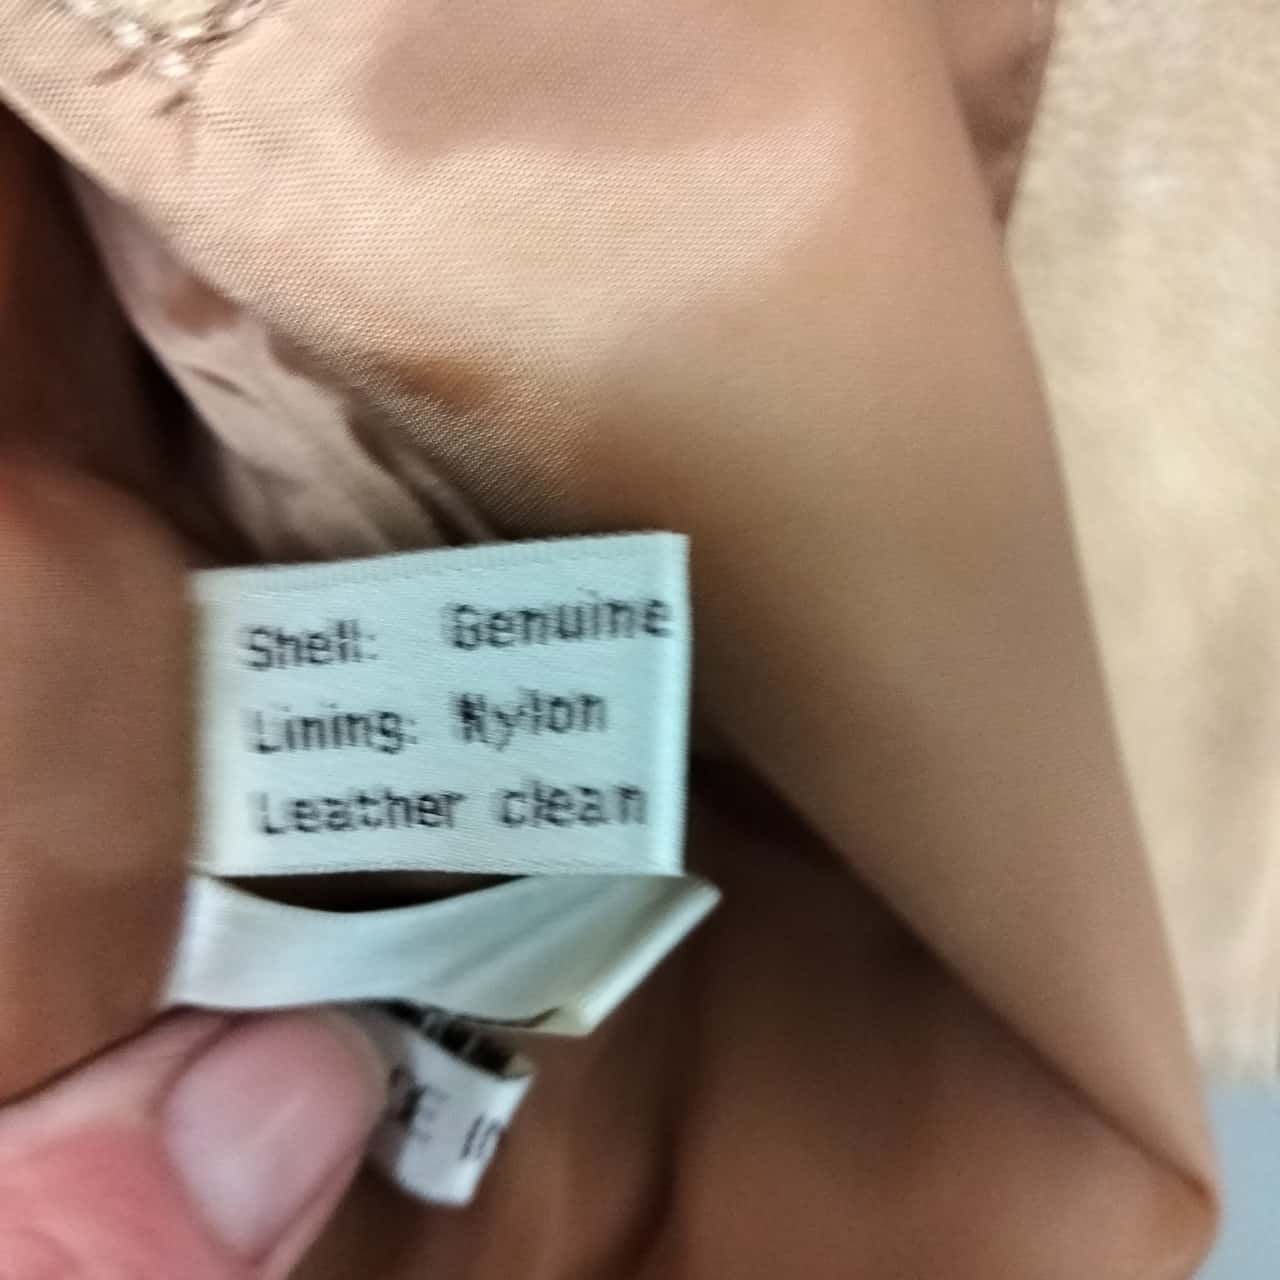 Shell: Genuine
Lining: Nylon
Leather clean